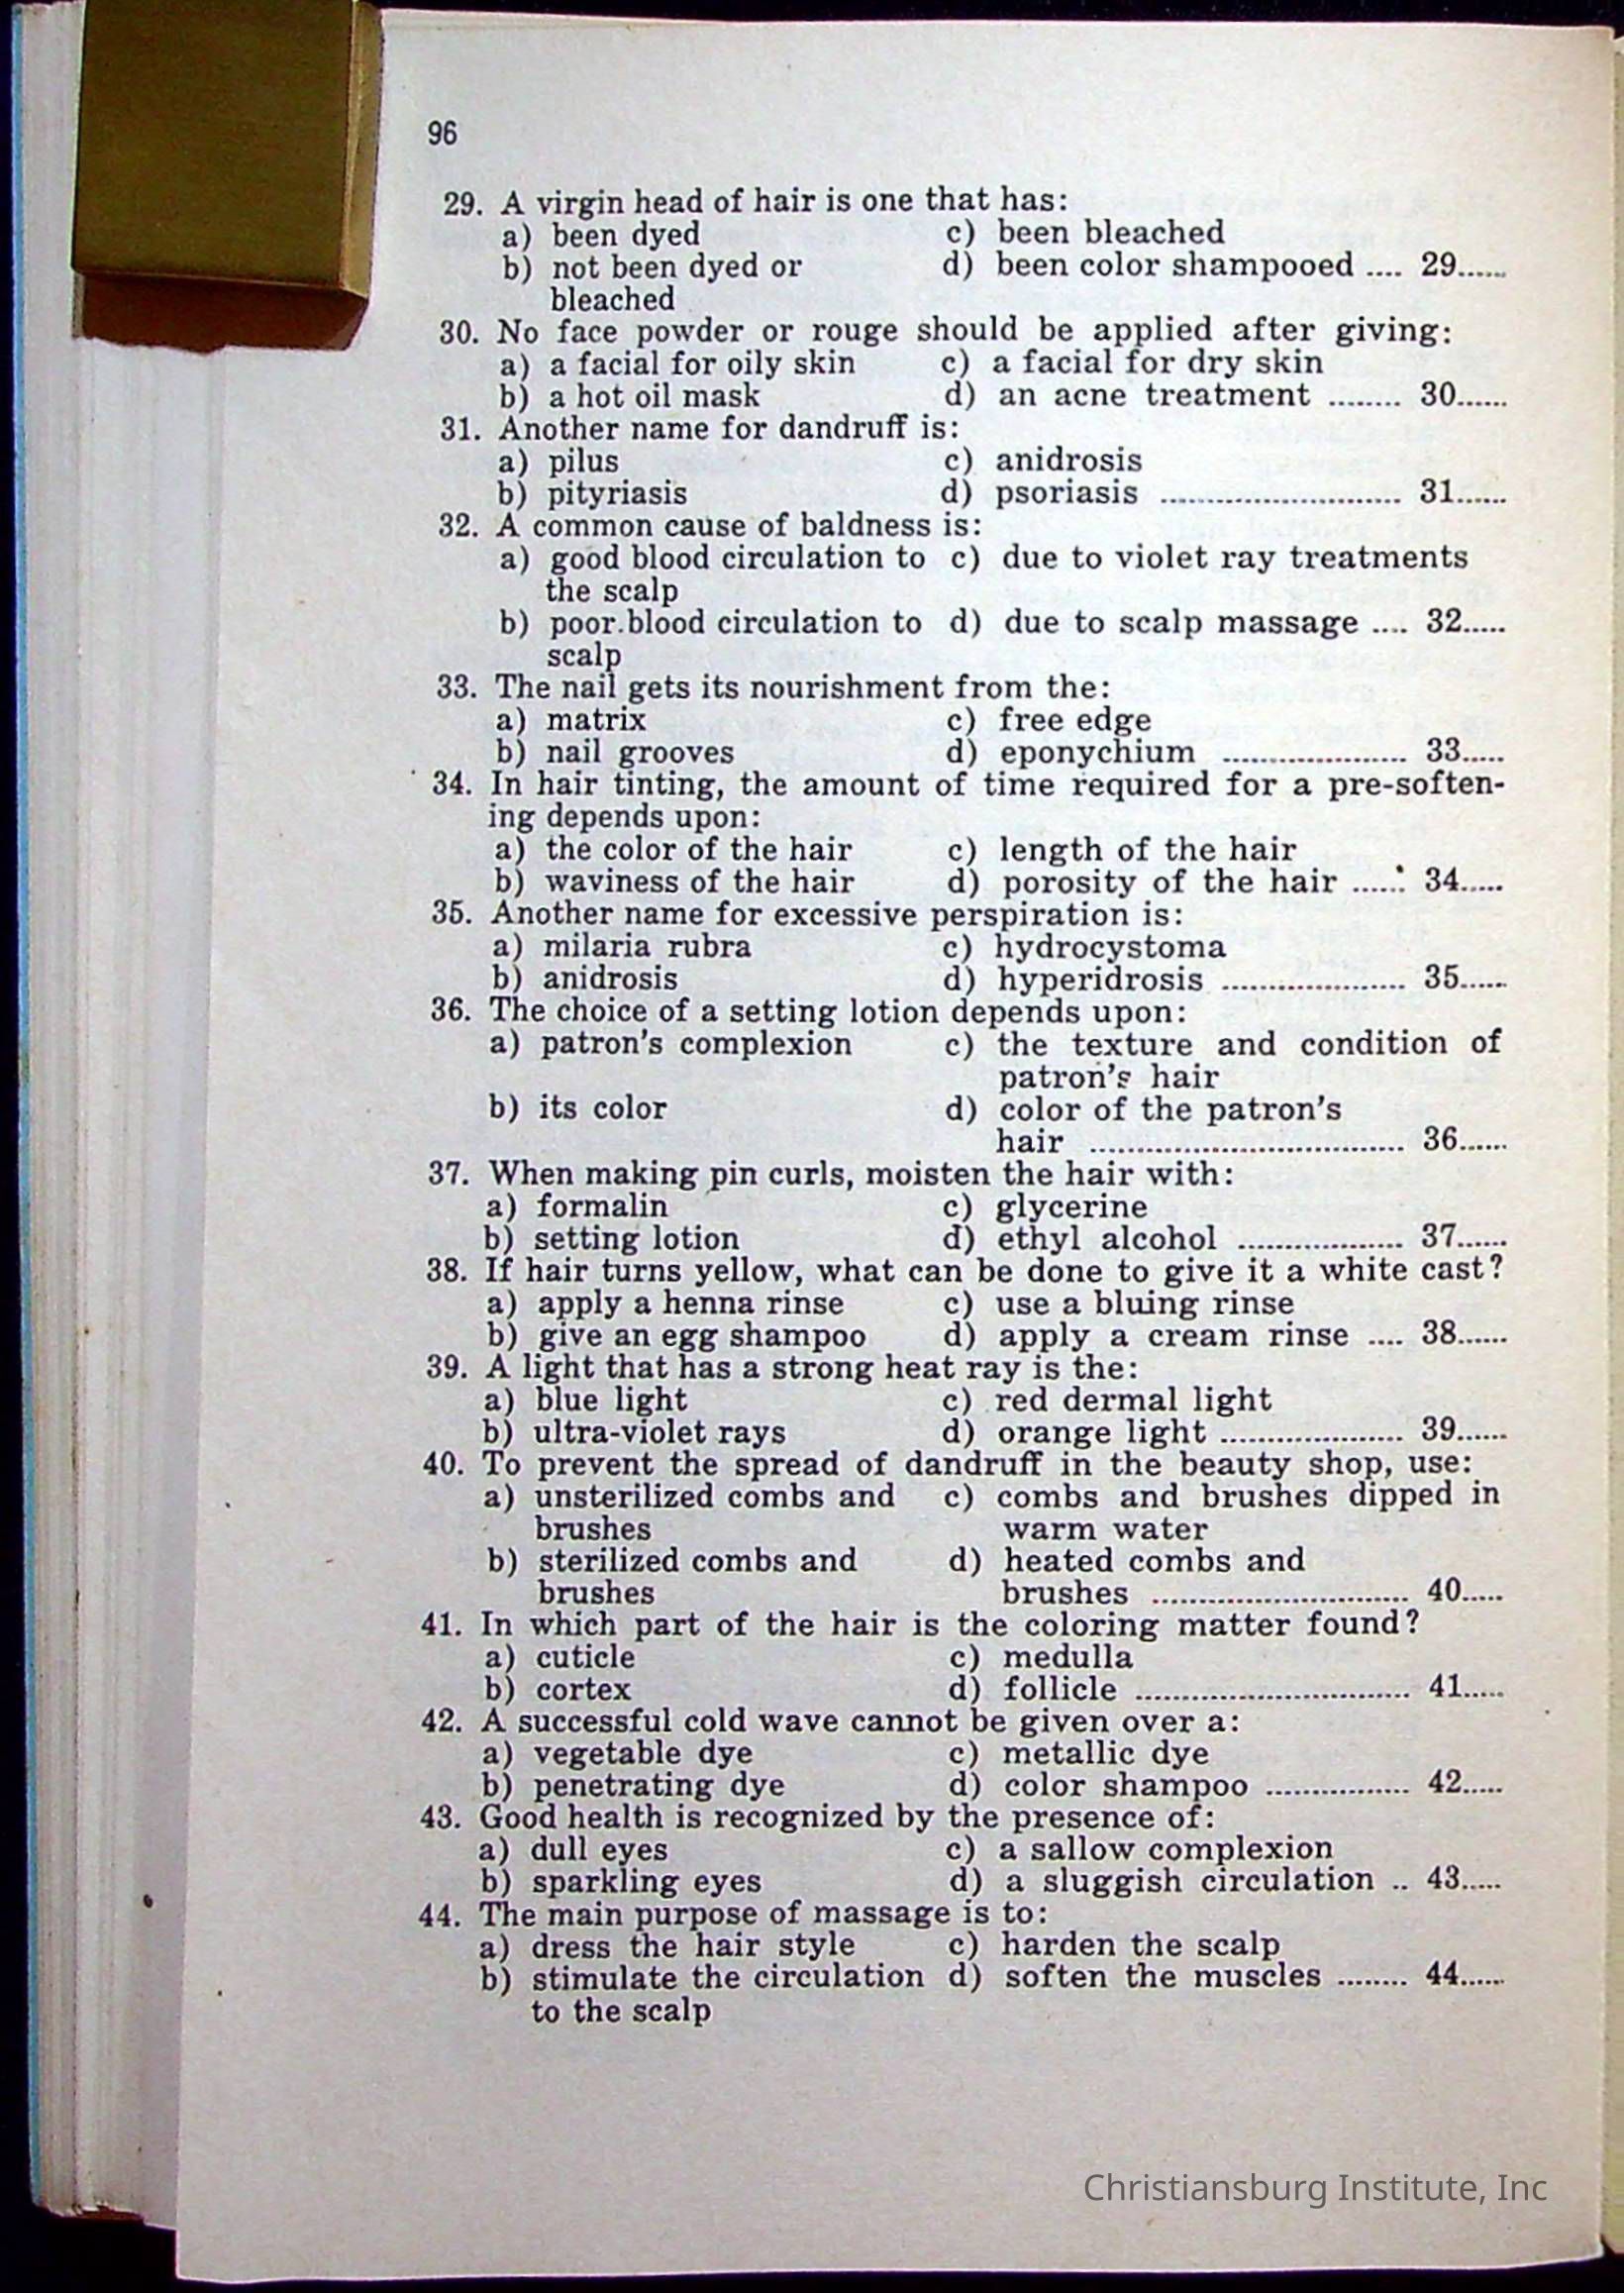 96
29. A virgin head of hair is one that has:
a) been dyed c) been bleached
b) not been dyed or d) been color shampooed .... 29......
bleached
30. No face powder or rouge should be applied after giving:
a) a facial for oily skin c) a facial for dry skin
b) a hot oil mask d) an acne treatment ........ 30......
31. Another name for dandruff is:
a) pilus c) anidrosis
b) pityriasis d) psoriasis .......................... 31......
32. A common cause of baldness is:
a) good blood circulation to c) due to violet ray treatments
the scalp
b) poor blood circulation to d) due to scalp massage .... 32.....
scalp
33. The nail gets its nourishment from the:
a) matrix c) free edge
b) nail grooves d) eponychium .................... 33.....
34. In hair tinting, the amount of time required for a pre-soften-
ing depends upon:
a) the color of the hair c) length of the hair
b) waviness of the hair d) porosity of the hair ...... 34.....
35. Another name for excessive perspiration is:
a) milaria rubra c) hydrocystoma
b) anidrosis d) hyperidrosis .................... 35......
36. The choice of a setting lotion depends upon:
a) patron's complexion c) the texture and condition of
patron's hair
b) its color d) color of the patron's
hair .................................. 36......
37. When making pin curls, moisten the hair with:
a) formalin c) glycerine
b) setting lotion d) ethyl alcohol .................. 37......
38. If hair turns yellow, what can be done to give it a white cast?
a) apply a henna rinse c) use a bluing rinse
b) give an egg shampoo d) apply a cream rinse .... 38......
39. A light that has a strong heat ray is the:
a) blue light c) red dermal light
b) ultra-violet rays d) orange light .................... 39......
40. To prevent the spread of dandruff in the beauty shop, use:
a) unsterilized combs and c) combs and brushes dipped in
brushes warm water
b) sterilized combs and d) heated combs and
brushes brushes ............................ 40.....
41. In which part of the hair is the coloring matter found?
a) cuticle c) medulla
b) cortex d) follicle .............................. 41.....
42. A successful cold wave cannot be given over a:
a) vegetable dye c) metallic dye
b) penetrating dye d) color shampoo ................ 42.....
43. Good health is recognized by the presence of:
a) dull eyes c) a sallow complexion
b) sparkling eyes d) a sluggish circulation .. 43.....
44. The main purpose of massage is to:
a) dress the hair style c) harden the scalp
b) stimulate the circulation d) soften the muscles ........ 44......
to the scalp
Christiansburg Institute, Inc